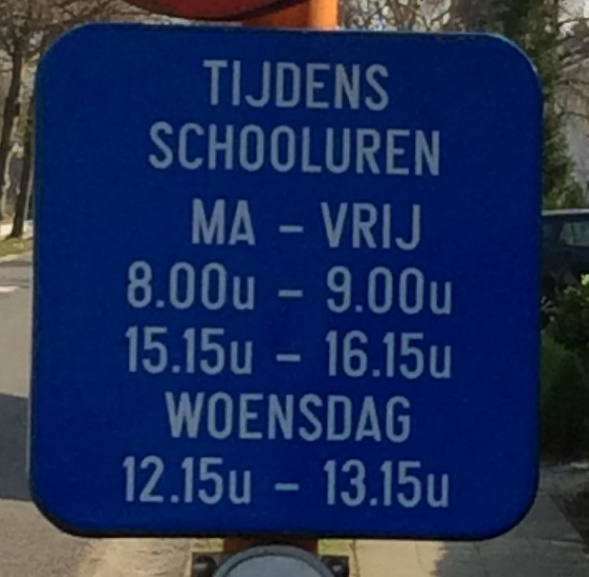 TIJDENS
SCHOOLUREN
MA - VRIJ
8.00u - 9.00u
15.15u - 16.15u
WOENSDAG
12.15u - 13.15u